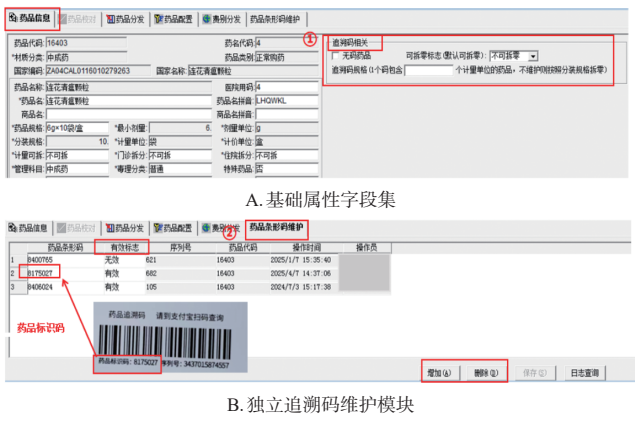 药品信息 药品校对 药品分发 药品配置 费别分发 药品条形码维护
药品代码: 16403 药名代码: 4
*材质分类: 中成药 药品类别: 正常购药
国家编码: ZA04CAL0116010279263 国家名称: 连花清瘟颗粒
药品名称: 连花清瘟颗粒 医院用码: 4
*药品名: 连花清瘟颗粒 药品名拼音: LHQWKL
商品名: 商品名拼音:
*药品规格: 6g×10袋/盒 *最小剂量: 6. *剂量单位: g
*分装规格: 10. *计量单位: 袋 *计价单位: 盒
*计量可拆: 不可拆 *门诊拆分: 不可拆 *住院拆分: 不可拆
*管理科目: 中成药 *毒理分类: 普通 特殊药品: 否
①
追溯码相关
无码药品 可拆零标志(默认可拆零): 不可拆零
追溯码规格(1个码包含 个计量单位的药品，不维护则按照分装规格拆零)
A.基础属性字段集
药品信息 药品校对 药品分发 药品配置 费别分发 药品条形码维护
②
药品条形码 有效标志 序列号 药品代码 操作时间 操作员
1 8400765 无效 621 16403 2025/1/7 15:35:40
2 8175027 有效 682 16403 2025/4/7 14:37:06
3 8406024 有效 105 16403 2024/7/3 15:17:38
药品标识码
药品追溯码 请到支付宝扫码查询
药品标识码: 8175027 序列号: 3437015874557
增加(A) 删除(D) 保存(S) 日志查询
B.独立追溯码维护模块